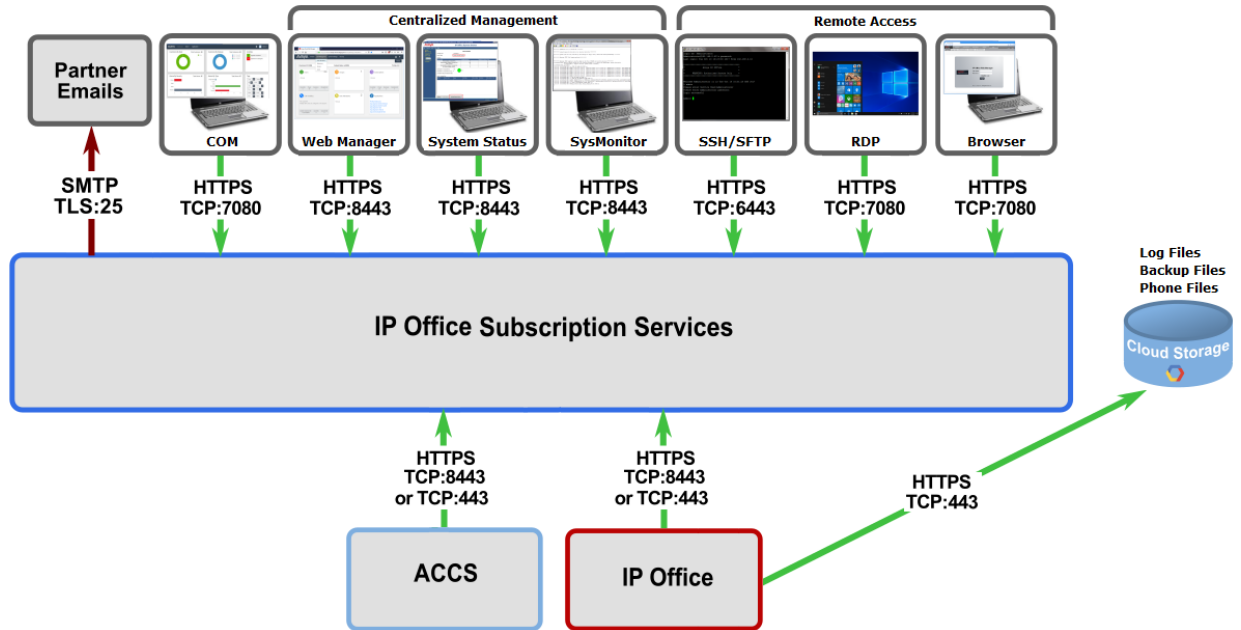 Centralized Management
Remote Access
Partner
Emails
COM
Web Manager
System Status
SysMonitor
SSH/SFTP
RDP
Browser
SMTP
TLS:25
HTTPS
TCP:7080
HTTPS
TCP:8443
HTTPS
TCP:8443
HTTPS
TCP:8443
HTTPS
TCP:6443
HTTPS
TCP:7080
HTTPS
TCP:7080
Log Files
Backup Files
Phone Files
Cloud Storage
IP Office Subscription Services
HTTPS
TCP:8443
or TCP:443
HTTPS
TCP:8443
or TCP:443
HTTPS
TCP:443
ACCS
IP Office